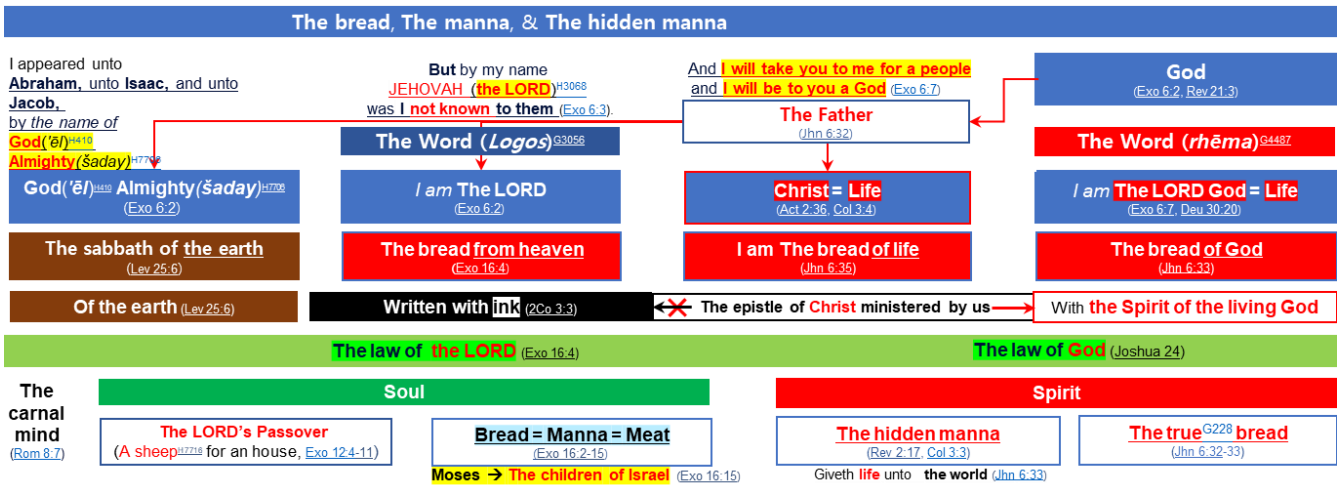 The bread, The manna, & The hidden manna
I appeared unto
Abraham, unto Isaac, and unto
Jacob,
by the name of
God('ēl)H410
Almighty(šaday)H7706
But by my name
JEHOVAH (the LORD)H3068
was I not known to them (Exo 6:3).
And I will take you to me for a people
and I will be to you a God (Exo 6:7)
God
(Exo 6:2, Rev 21:3)
The Father
(Jhn 6:32)
The Word (Logos)G3056
The Word (rhēma)G4487
God('ēl)H410 Almighty(šaday)H7706
(Exo 6:2)
I am The LORD
(Exo 6:2)
Christ = Life
(Act 2:36, Col 3:4)
I am The LORD God = Life
(Exo 6:7, Deu 30:20)
The sabbath of the earth
(Lev 25:6)
The bread from heaven
(Exo 16:4)
I am The bread of life
(Jhn 6:35)
The bread of God
(Jhn 6:33)
Of the earth (Lev 25:6)
Written with ink (2Co 3:3)
The epistle of Christ ministered by us
With the Spirit of the living God
The law of the LORD (Exo 16:4)
The law of God (Joshua 24)
The
carnal
mind
(Rom 8:7)
Soul
Spirit
The LORD's Passover
(A sheepH7716 for an house, Exo 12:4-11)
Bread = Manna = Meat
(Exo 16:2-15)
Moses → The children of Israel (Exo 16:15)
The hidden manna
(Rev 2:17, Col 3:3)
The trueG228 bread
(Jhn 6:32-33)
Giveth life unto the world (Jhn 6:33)